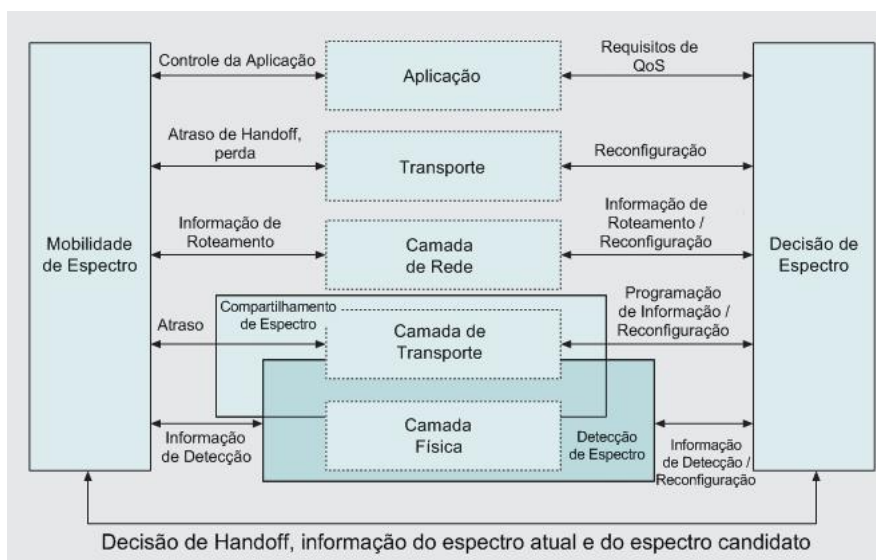 Controle da Aplicação
Aplicação
Requisitos de
QoS
Atraso de Handoff,
perda
Transporte
Reconfiguração
Mobilidade
de Espectro
Informação de
Roteamento
Camada
de Rede
Informação de
Roteamento /
Reconfiguração
Decisão de
Espectro
Compartilhamento
de Espectro
Atraso
Camada de
Transporte
Programação
de Informação /
Reconfiguração
Informação
de Detecção
Camada
Física
Detecção
de Espectro
Informação
de Detecção /
Reconfiguração
Decisão de Handoff, informação do espectro atual e do espectro candidato